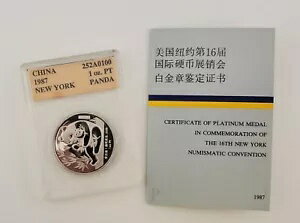 CHINA 252A0100
1987 1 oz. PT
NEW YORK PANDA
美国纽约第16届
国际硬币展销会
白金章鉴定证书
CERTIFICATE OF PLATINUM MEDAL
IN COMMEMORATION OF
THE 16TH NEW YORK
NUMISMATIC CONVENTION
1987